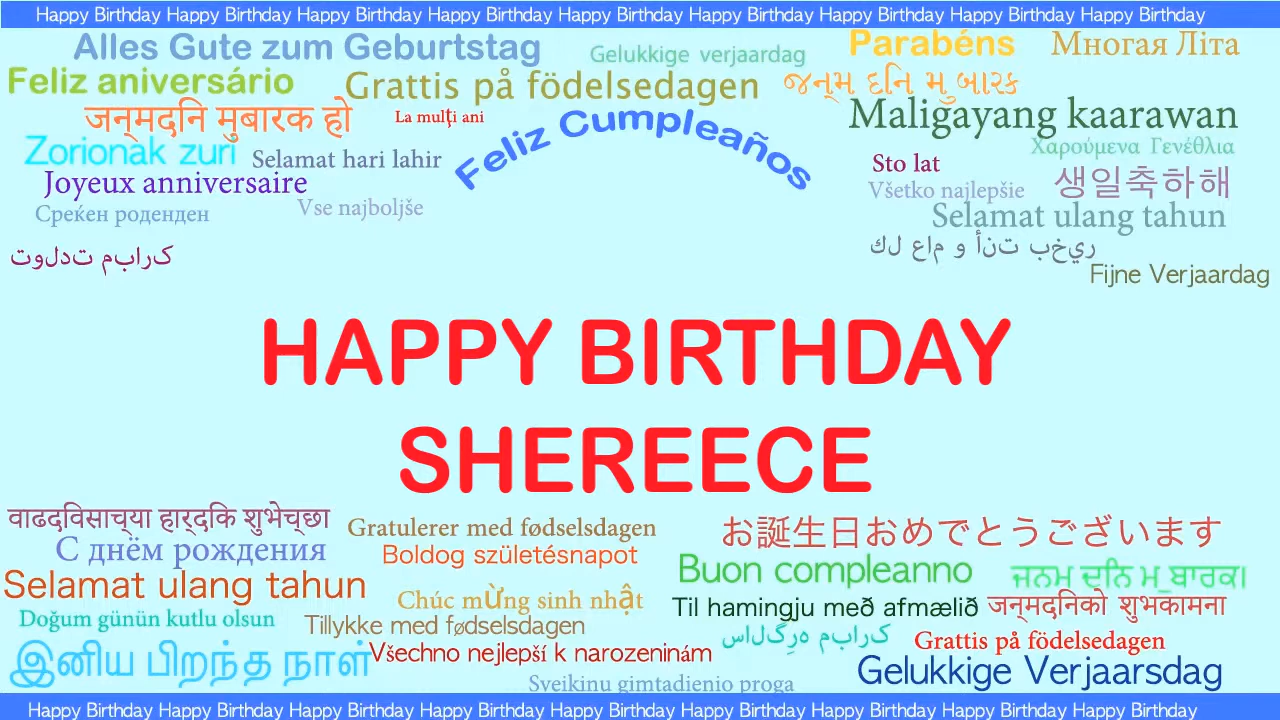 Happy Birthday Happy Birthday Happy Birthday Happy Birthday Happy Birthday Happy Birthday Happy Birthday Happy Birthday Happy Birthday
Alles Gute zum Geburtstag
Gelukkige verjaardag
Parabéns
Многая Літа
Feliz aniversário
Grattis på födelsedagen
જન્મ દનિ મુબારક
जन्मदनि मुबारक हो
La mulţi ani
Feliz Cumpleaños
Maligayang kaarawan
Χαρούμενα Γενέθλια
Zorionak zuri
Selamat hari lahir
Sto lat
Joyeux anniversaire
Všetko najlepšie
생일축하해
Среќен роденден
Vse najboljše
Selamat ulang tahun
تولدت مبارک
كل عام و أنت بخير
Fijne Verjaardag
HAPPY BIRTHDAY
SHEREECE
वाढदविसाच्या हार्दकि शुभेच्छा
Gratulerer med fødselsdagen
お誕生日おめでとうございます
С днём рождения
Boldog születésnapot
Buon compleanno
ਜਨਮ ਦਨਿ ਮੁਬਾਰਕ।
Selamat ulang tahun
Chúc mừng sinh nhật
Til hamingju með afmælið
जन्मदनिको शुभकामना
Doğum günün kutlu olsun
Tillykke med fødselsdagen
سالگرہ مبارک
Grattis på födelsedagen
இனிய பிறந்த நாள்
Všechno nejlepší k narozeninám
Gelukkige Verjaarsdag
Sveikinu gimtadienio proga
Happy Birthday Happy Birthday Happy Birthday Happy Birthday Happy Birthday Happy Birthday Happy Birthday Happy Birthday Happy Birthday